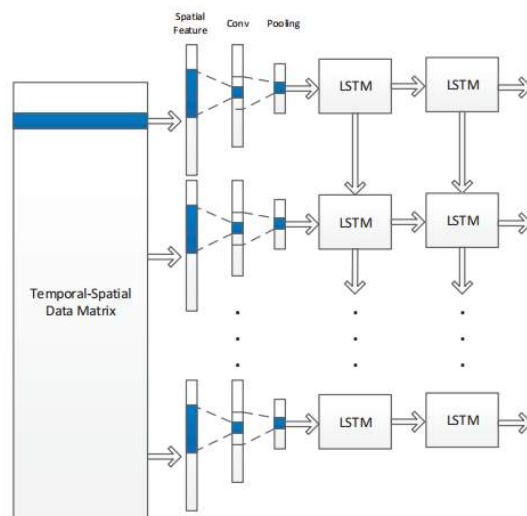 Spatial
Feature
Conv
Pooling
LSTM
LSTM
LSTM
LSTM
Temporal-Spatial
Data Matrix
LSTM
LSTM